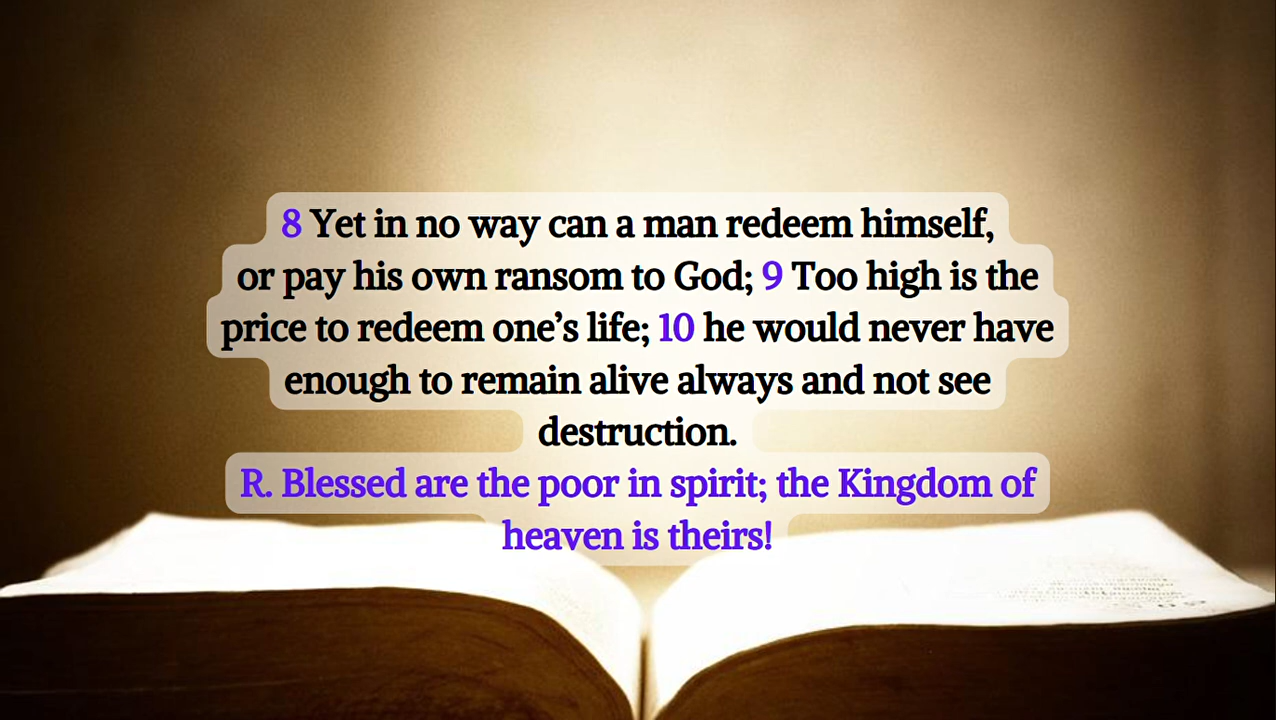 8 Yet in no way can a man redeem himself,
or pay his own ransom to God; 9 Too high is the
price to redeem one’s life; 10 he would never have
enough to remain alive always and not see
destruction.
R. Blessed are the poor in spirit; the Kingdom of
heaven is theirs!